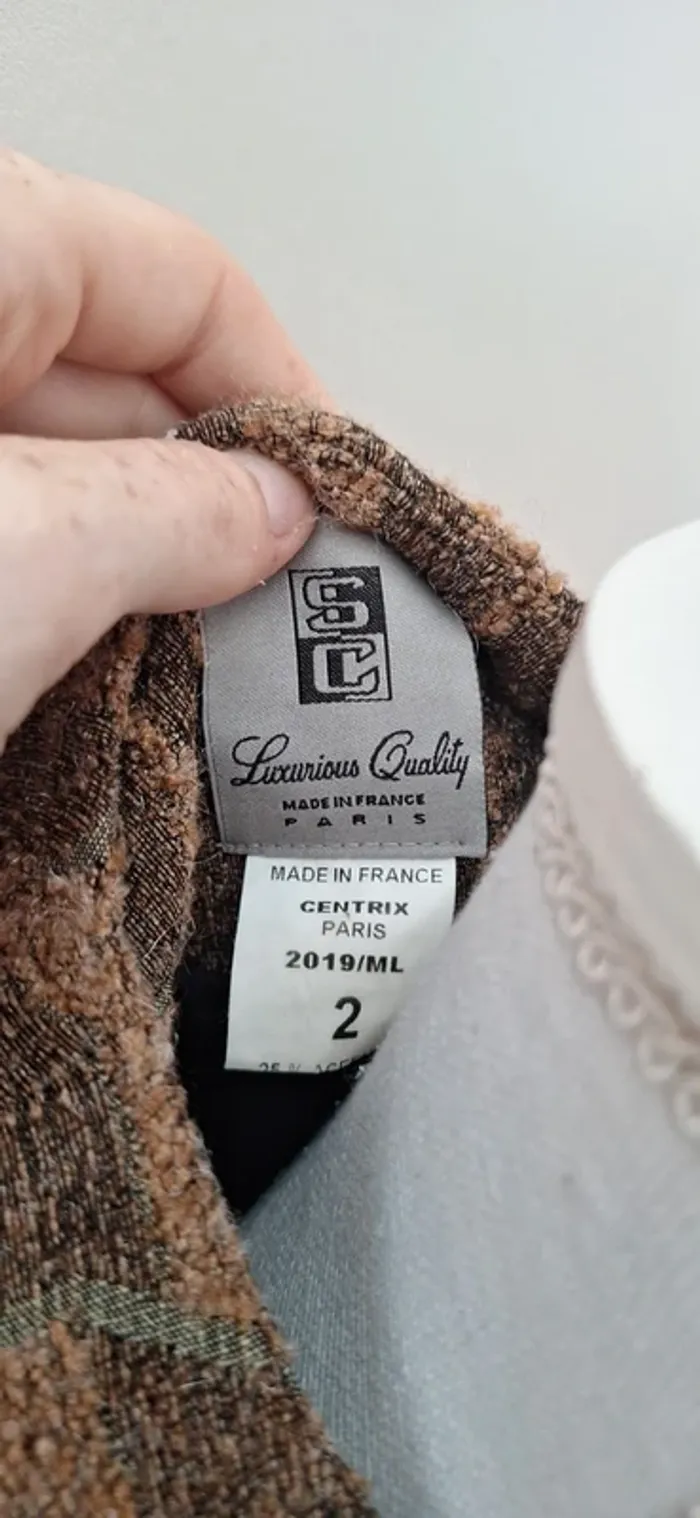 SC
Luxurious Quality
MADE IN FRANCE
PARIS
MADE IN FRANCE
CENTRIX
PARIS
2019/ML
2